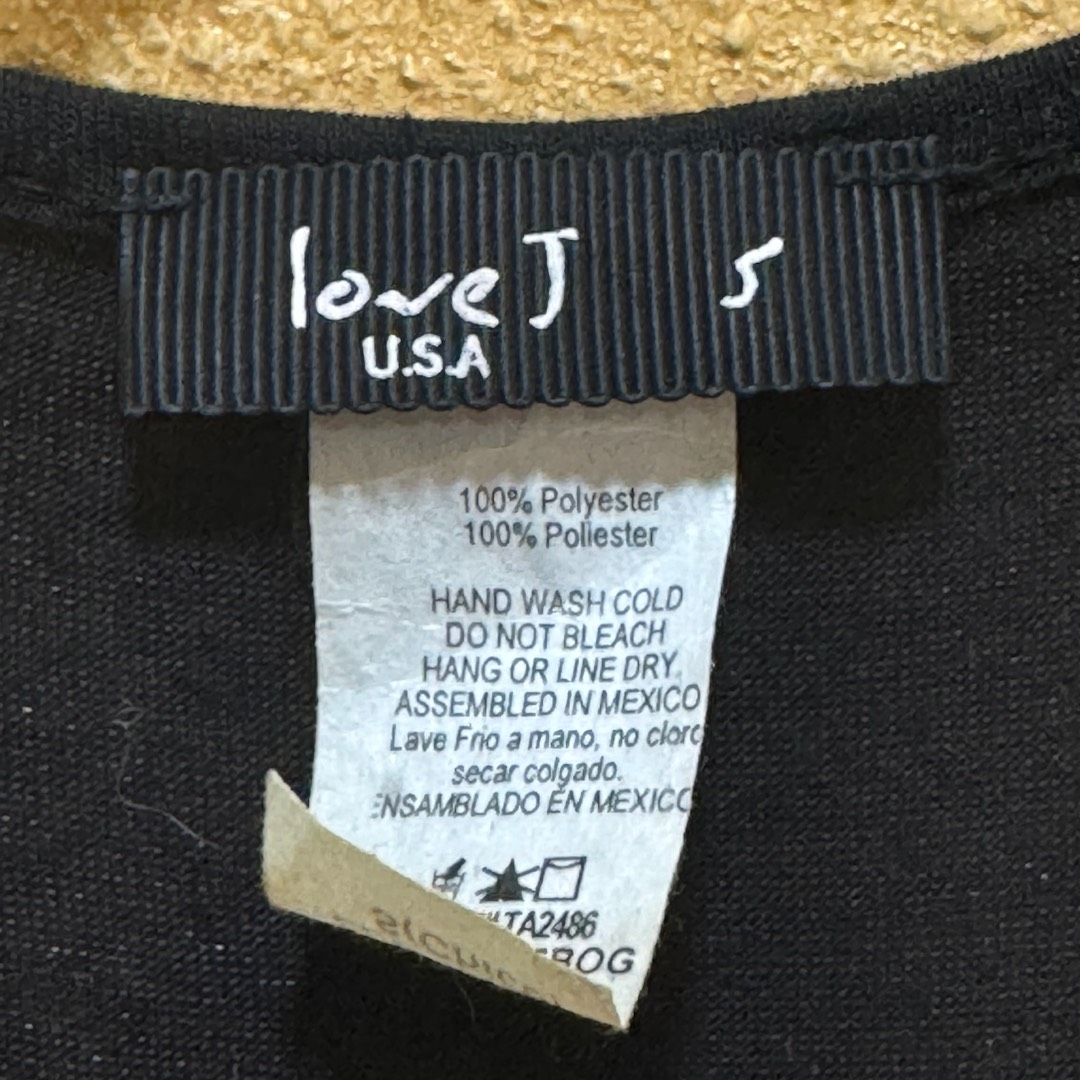 love J S
U.S.A
100% Polyester
100% Poliester
HAND WASH COLD
DO NOT BLEACH
HANG OR LINE DRY
ASSEMBLED IN MEXICO
Lave Frio a mano, no cloro
secar colgado.
ENSAMBLADO EN MEXICO
TA2486